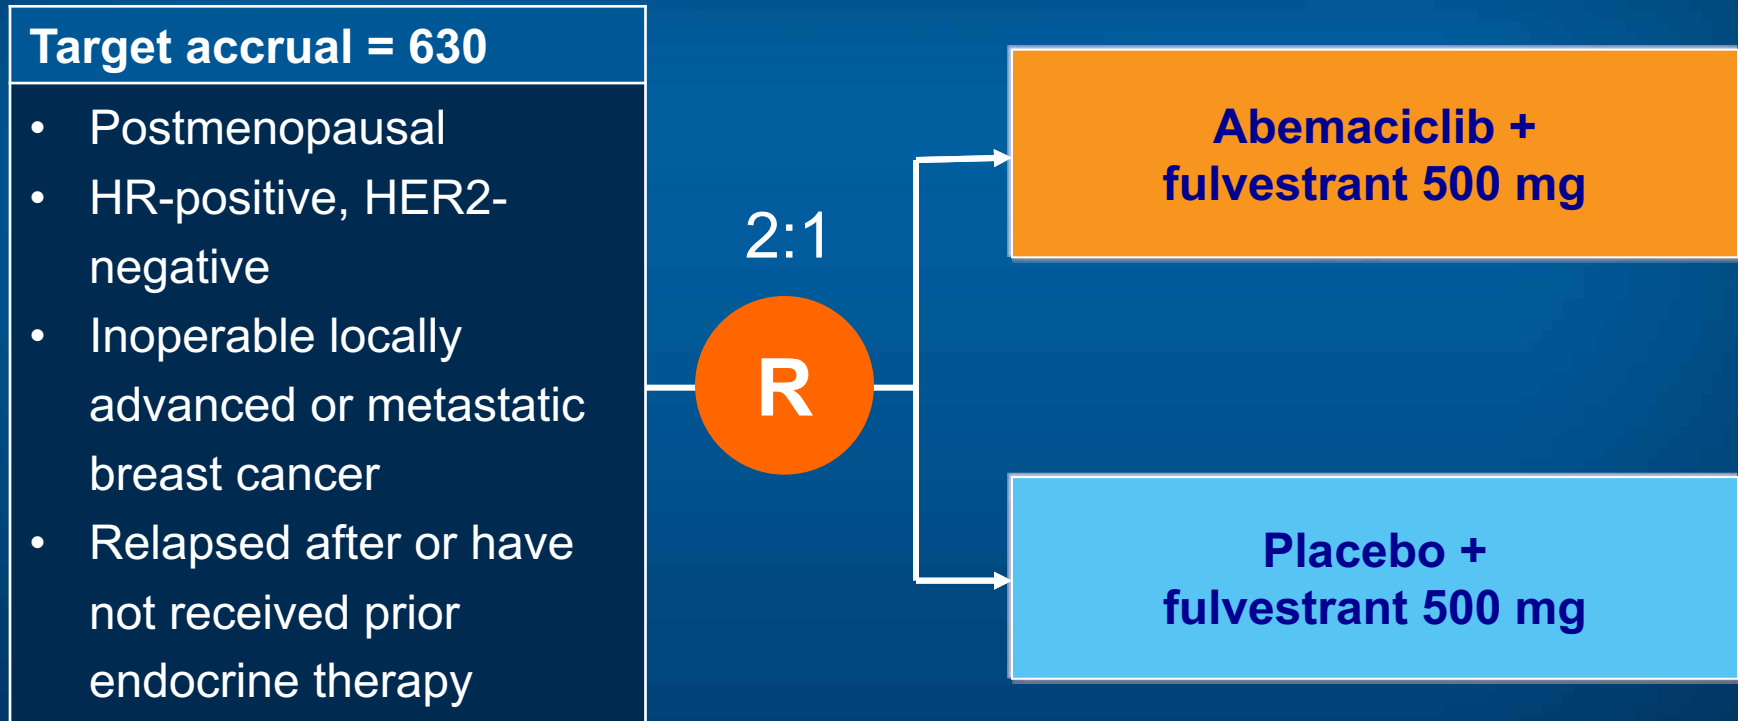 Target accrual = 630
• Postmenopausal
• HR-positive, HER2-
negative
• Inoperable locally
advanced or metastatic
breast cancer
• Relapsed after or have
not received prior
endocrine therapy
2:1
R
Abemaciclib +
fulvestrant 500 mg
Placebo +
fulvestrant 500 mg